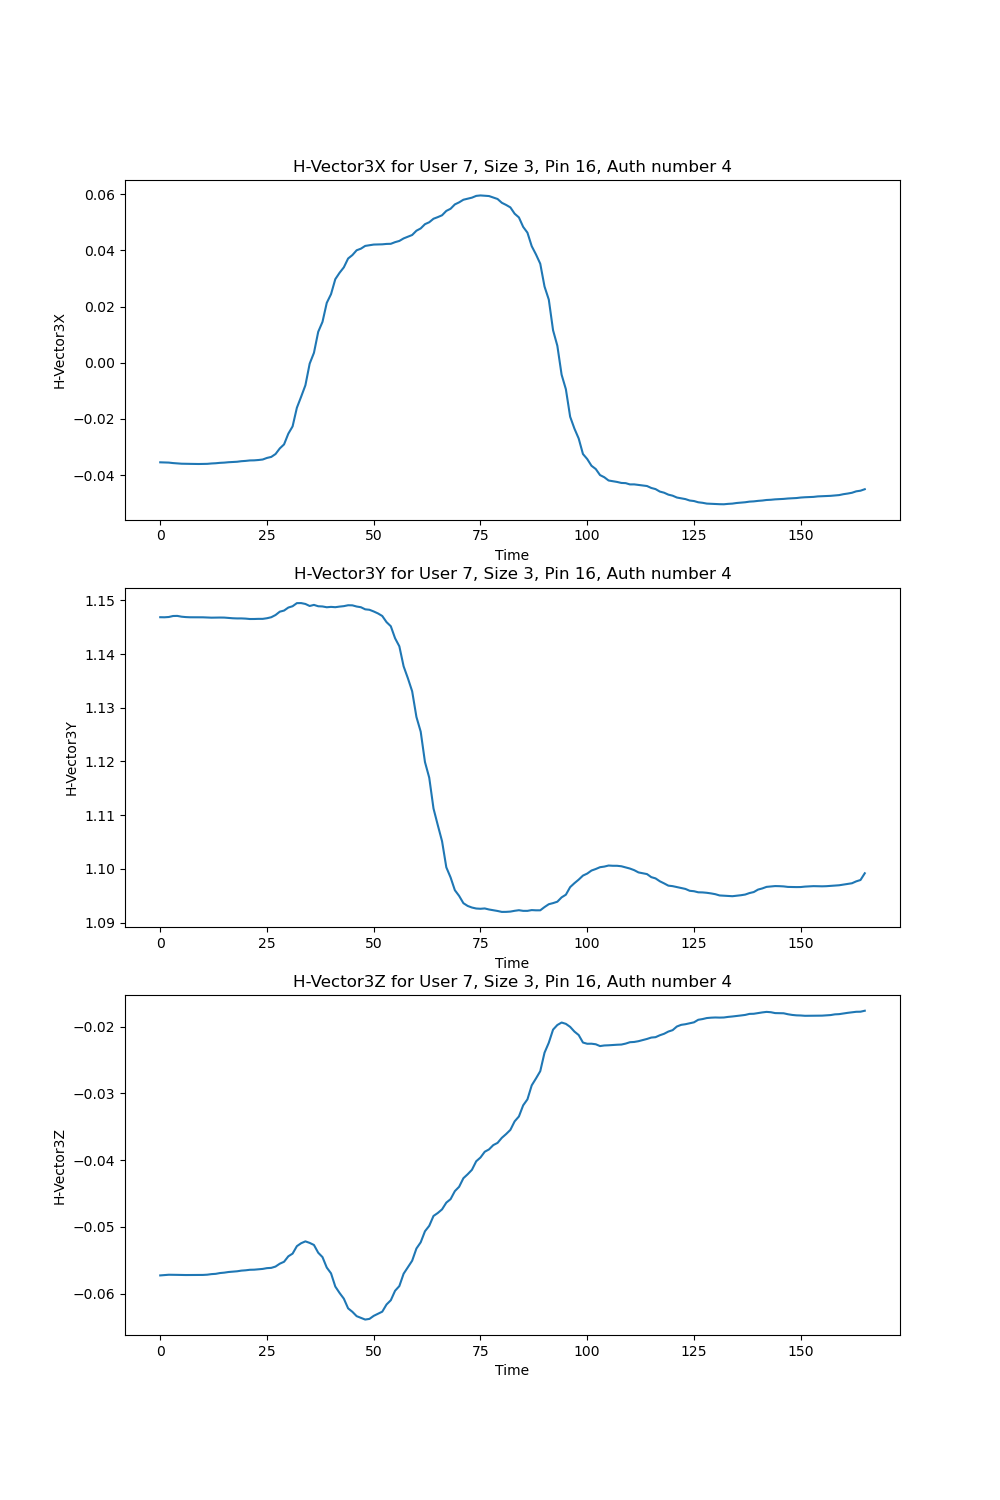 H-Vector3X for User 7, Size 3, Pin 16, Auth number 4
0.06
0.04
0.02
0.00
−0.02
−0.04
H-Vector3X
0 25 50 75 100 125 150
Time
H-Vector3Y for User 7, Size 3, Pin 16, Auth number 4
1.15
1.14
1.13
1.12
1.11
1.10
1.09
H-Vector3Y
0 25 50 75 100 125 150
Time
H-Vector3Z for User 7, Size 3, Pin 16, Auth number 4
−0.02
−0.03
−0.04
−0.05
−0.06
H-Vector3Z
0 25 50 75 100 125 150
Time